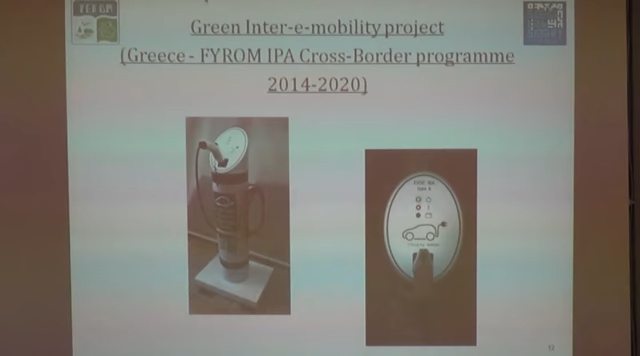 Green Inter-e-mobility project
(Greece - FYROM IPA Cross-Border programme
2014-2020)